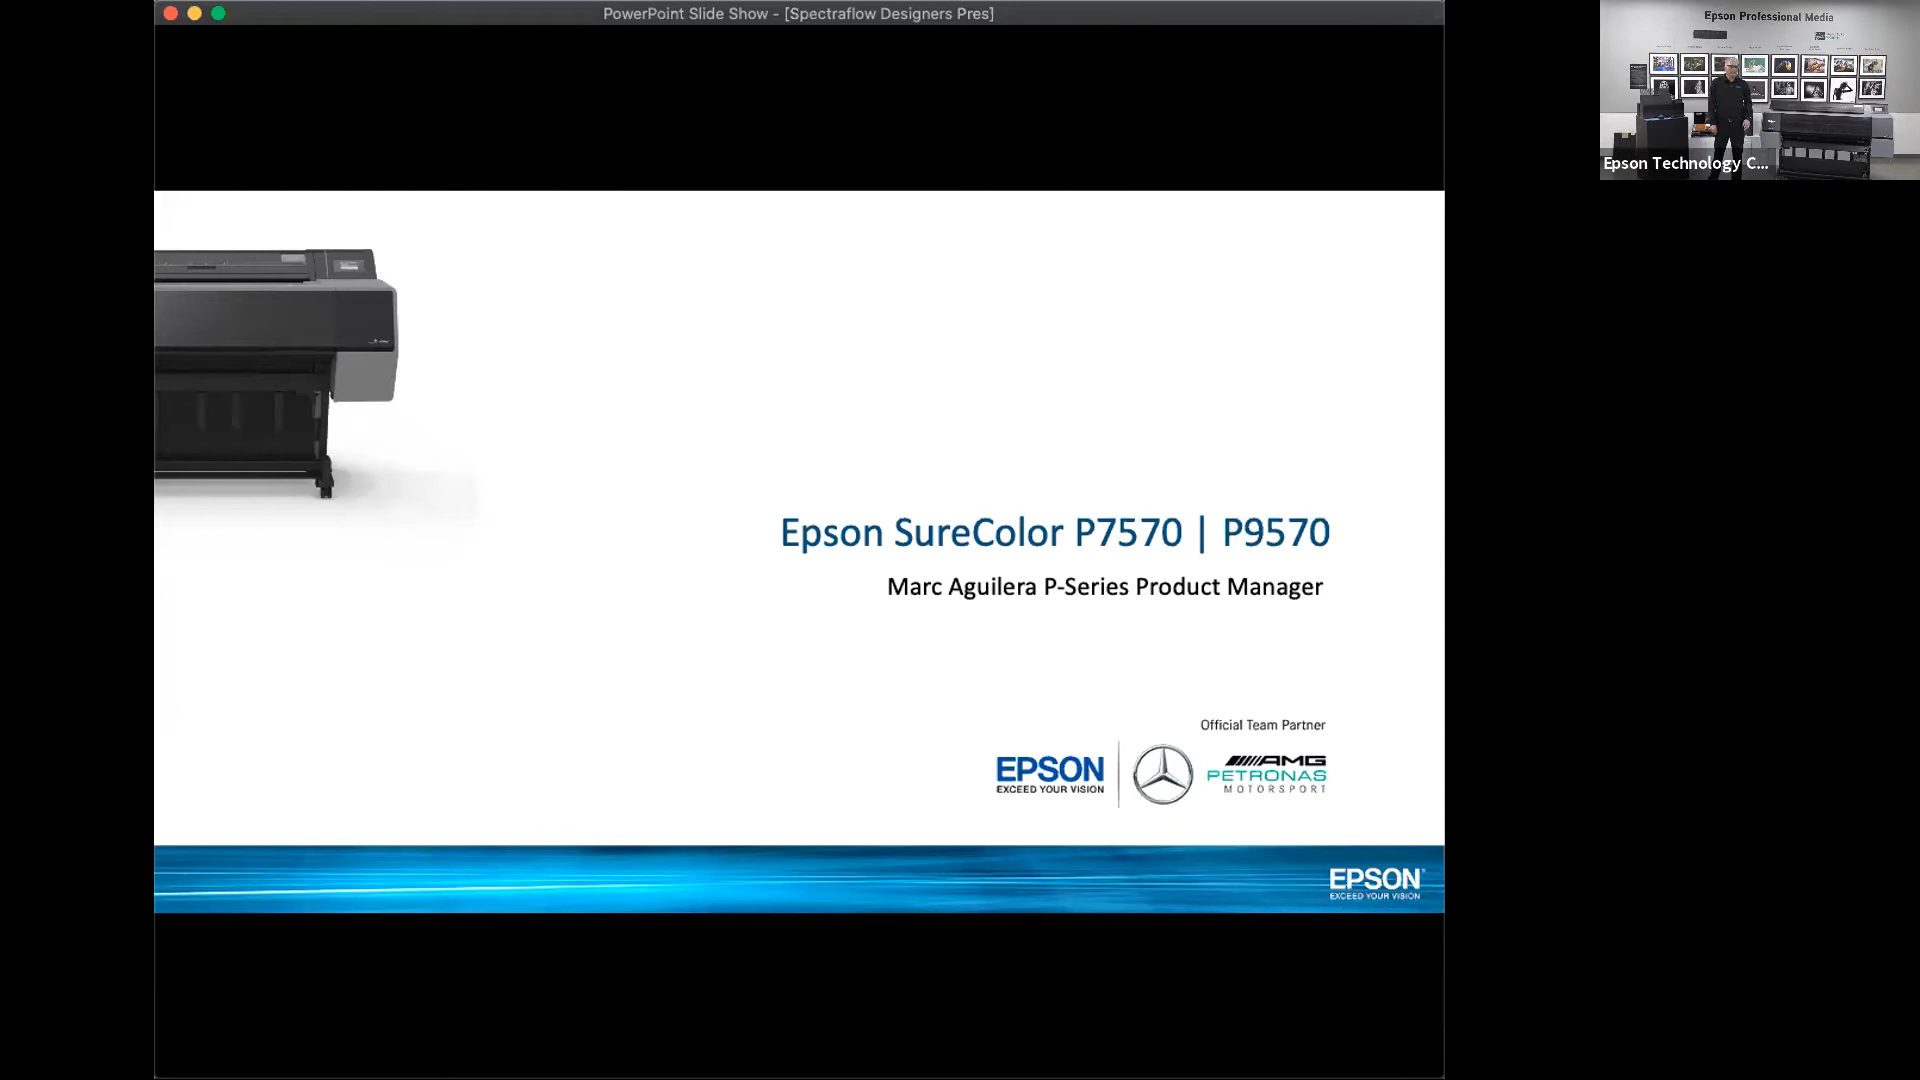 PowerPoint Slide Show - [Spectraflow Designers Pres]
Epson Professional Media
Epson Technology C...
Epson SureColor P7570 | P9570
Marc Aguilera P-Series Product Manager
Official Team Partner
EPSON
EXCEED YOUR VISION
AMG
PETRONAS
MOTORSPORT
EPSON
EXCEED YOUR VISION